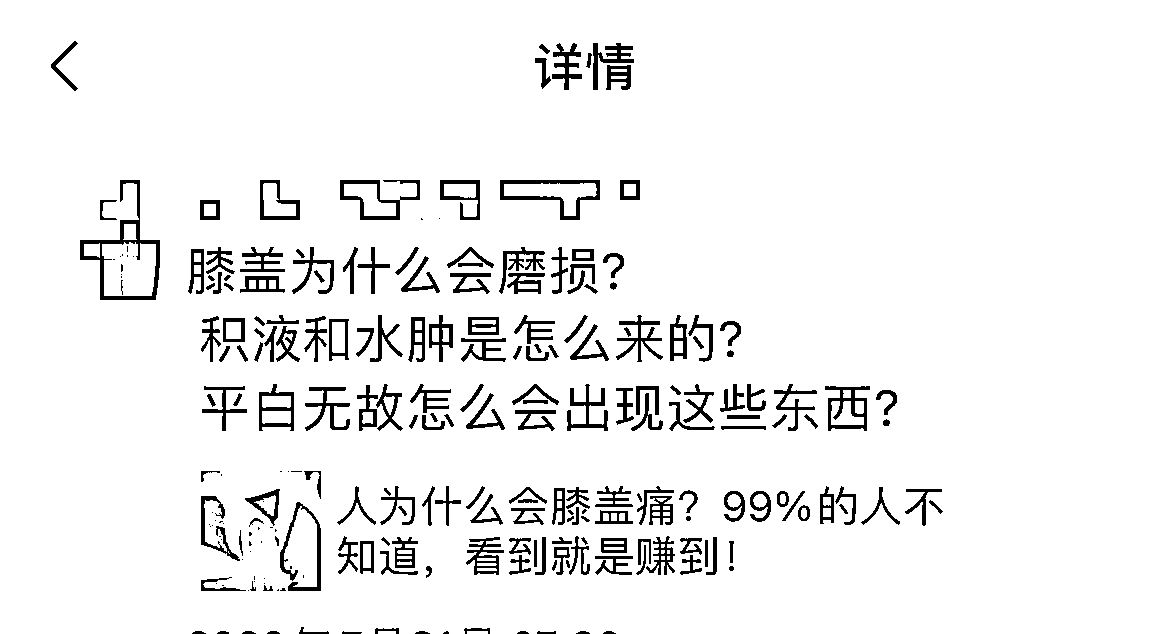 详情
膝盖为什么会磨损?
积液和水肿是怎么来的?
平白无故怎么会出现这些东西?
人为什么会膝盖痛？99%的人不
知道，看到就是赚到！